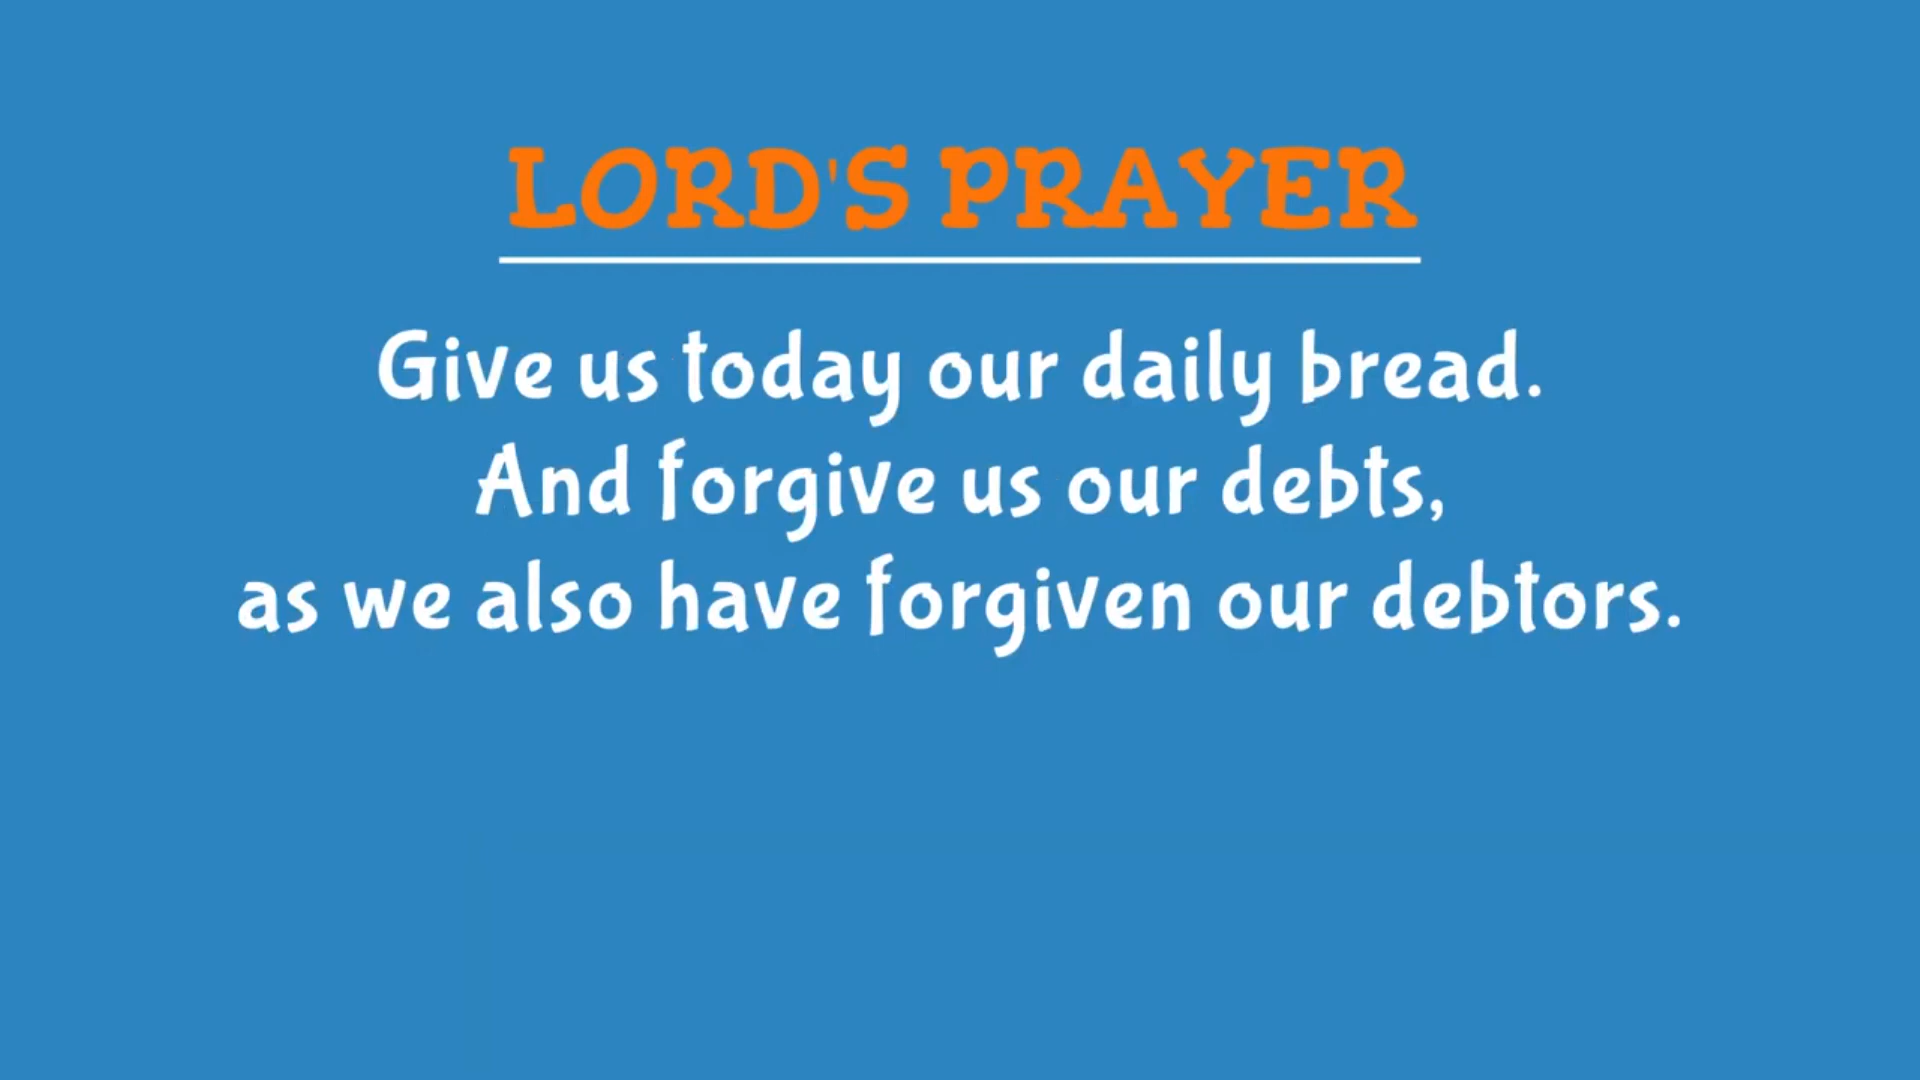 LORD'S PRAYER
Give us today our daily bread.
And forgive us our debts,
as we also have forgiven our debtors.